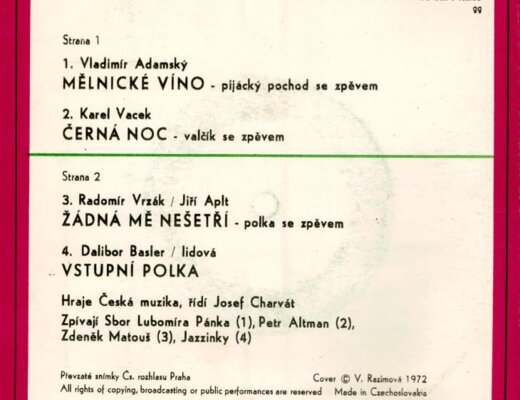 gg
Strana 1
1. Vladimír Adamský
MĚLNICKÉ VÍNO - pijácký pochod se zpěvem
2. Karel Vacek
ČERNÁ NOC - valčík se zpěvem
Strana 2
3. Radomír Vrzák / Jiří Aplt
ŽÁDNÁ MĚ NEŠETŘÍ - polka se zpěvem
4. Dalibor Basler / lidová
VSTUPNÍ POLKA
Hraje Česká muzika, řídí Josef Charvát
Zpívají Sbor Lubomíra Pánka (1), Petr Altman (2),
Zdeněk Matouš (3), Jazzinky (4)
Převzaté snímky Čs. rozhlasu Praha
Cover © V. Razimová 1972
All rights of copying, broadcasting or public performances are reserved
Made in Czechoslovakia